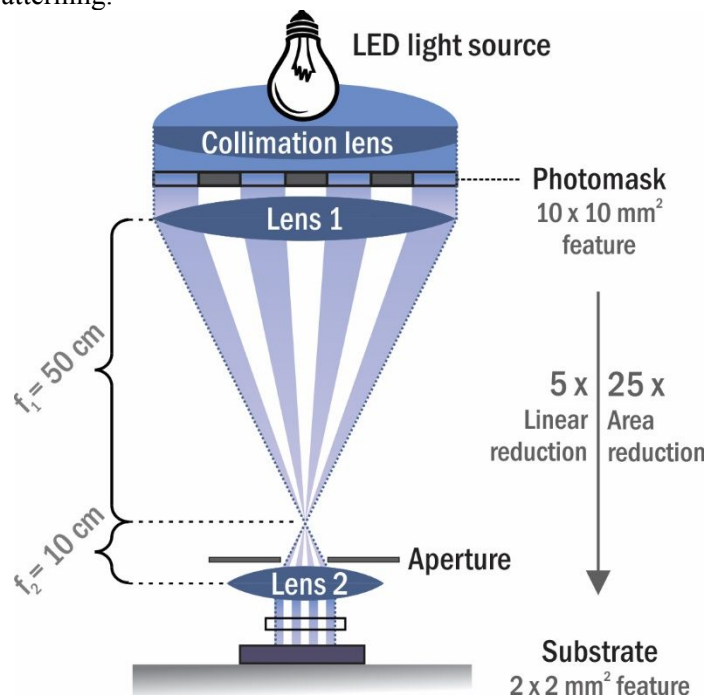 LED light source
Collimation lens
Photomask
10 x 10 mm²
feature
Lens 1
f₁ = 50 cm
5 x
Linear
reduction
25 x
Area
reduction
f₂ = 10 cm
Aperture
Lens 2
Substrate
2 x 2 mm² feature